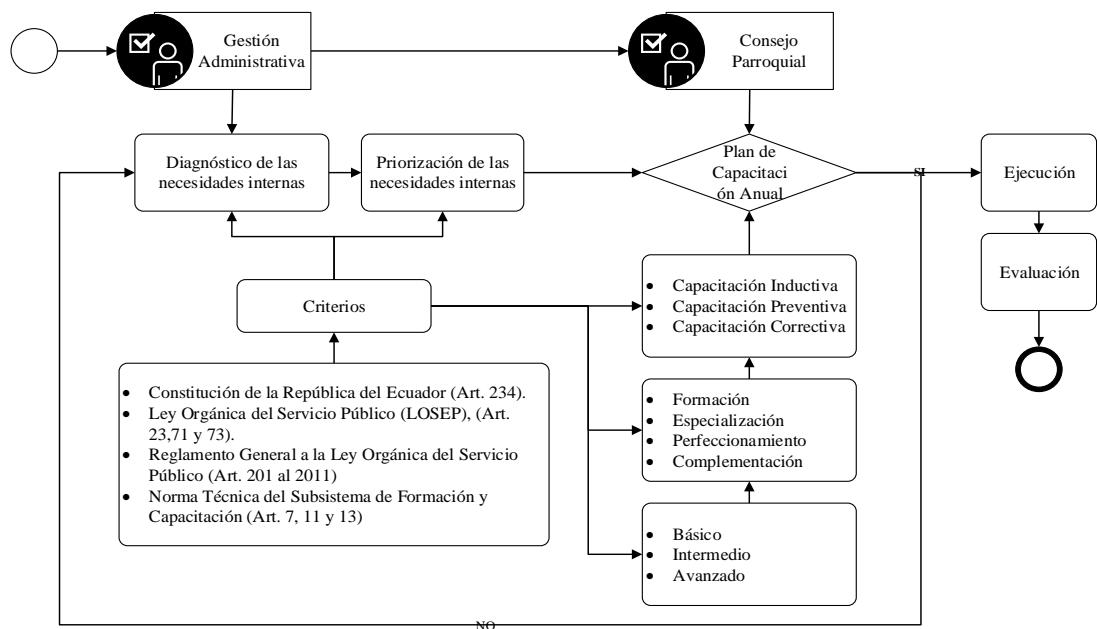 Gestión
Administrativa
Consejo
Parroquial
Diagnóstico de las
necesidades internas
Priorización de las
necesidades internas
Plan de
Capacitaci
ón Anual
SI
Ejecución
Evaluación
Criterios
• Capacitación Inductiva
• Capacitación Preventiva
• Capacitación Correctiva
• Constitución de la República del Ecuador (Art. 234).
• Ley Orgánica del Servicio Público (LOSEP), (Art.
23,71 y 73).
• Reglamento General a la Ley Orgánica del Servicio
Público (Art. 201 al 2011)
• Norma Técnica del Subsistema de Formación y
Capacitación (Art. 7, 11 y 13)
• Formación
• Especialización
• Perfeccionamiento
• Complementación
• Básico
• Intermedio
• Avanzado
NO